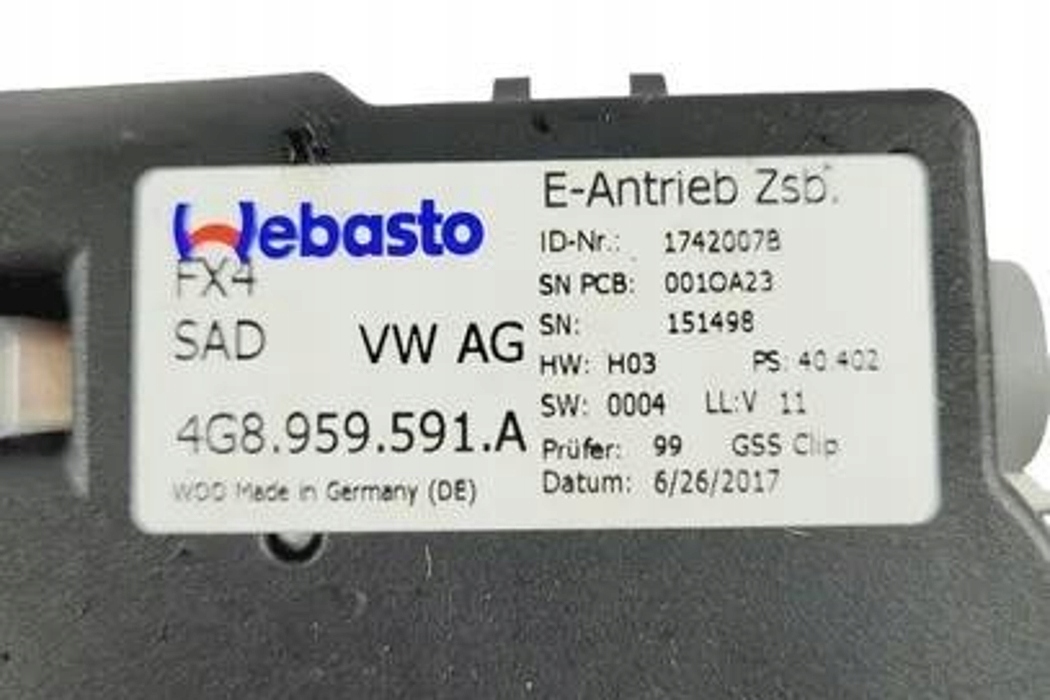 Webasto
FX4
SAD VW AG
4G8.959.591.A
WOD Made in Germany (DE)
E-Antrieb Zsb.
ID-Nr.: 1742007B
SN PCB: 001OA23
SN: 151498
HW: H03 PS: 40.402
SW: 0004 LL:V 11
Prüfer: 99 GSS Clip
Datum: 6/26/2017